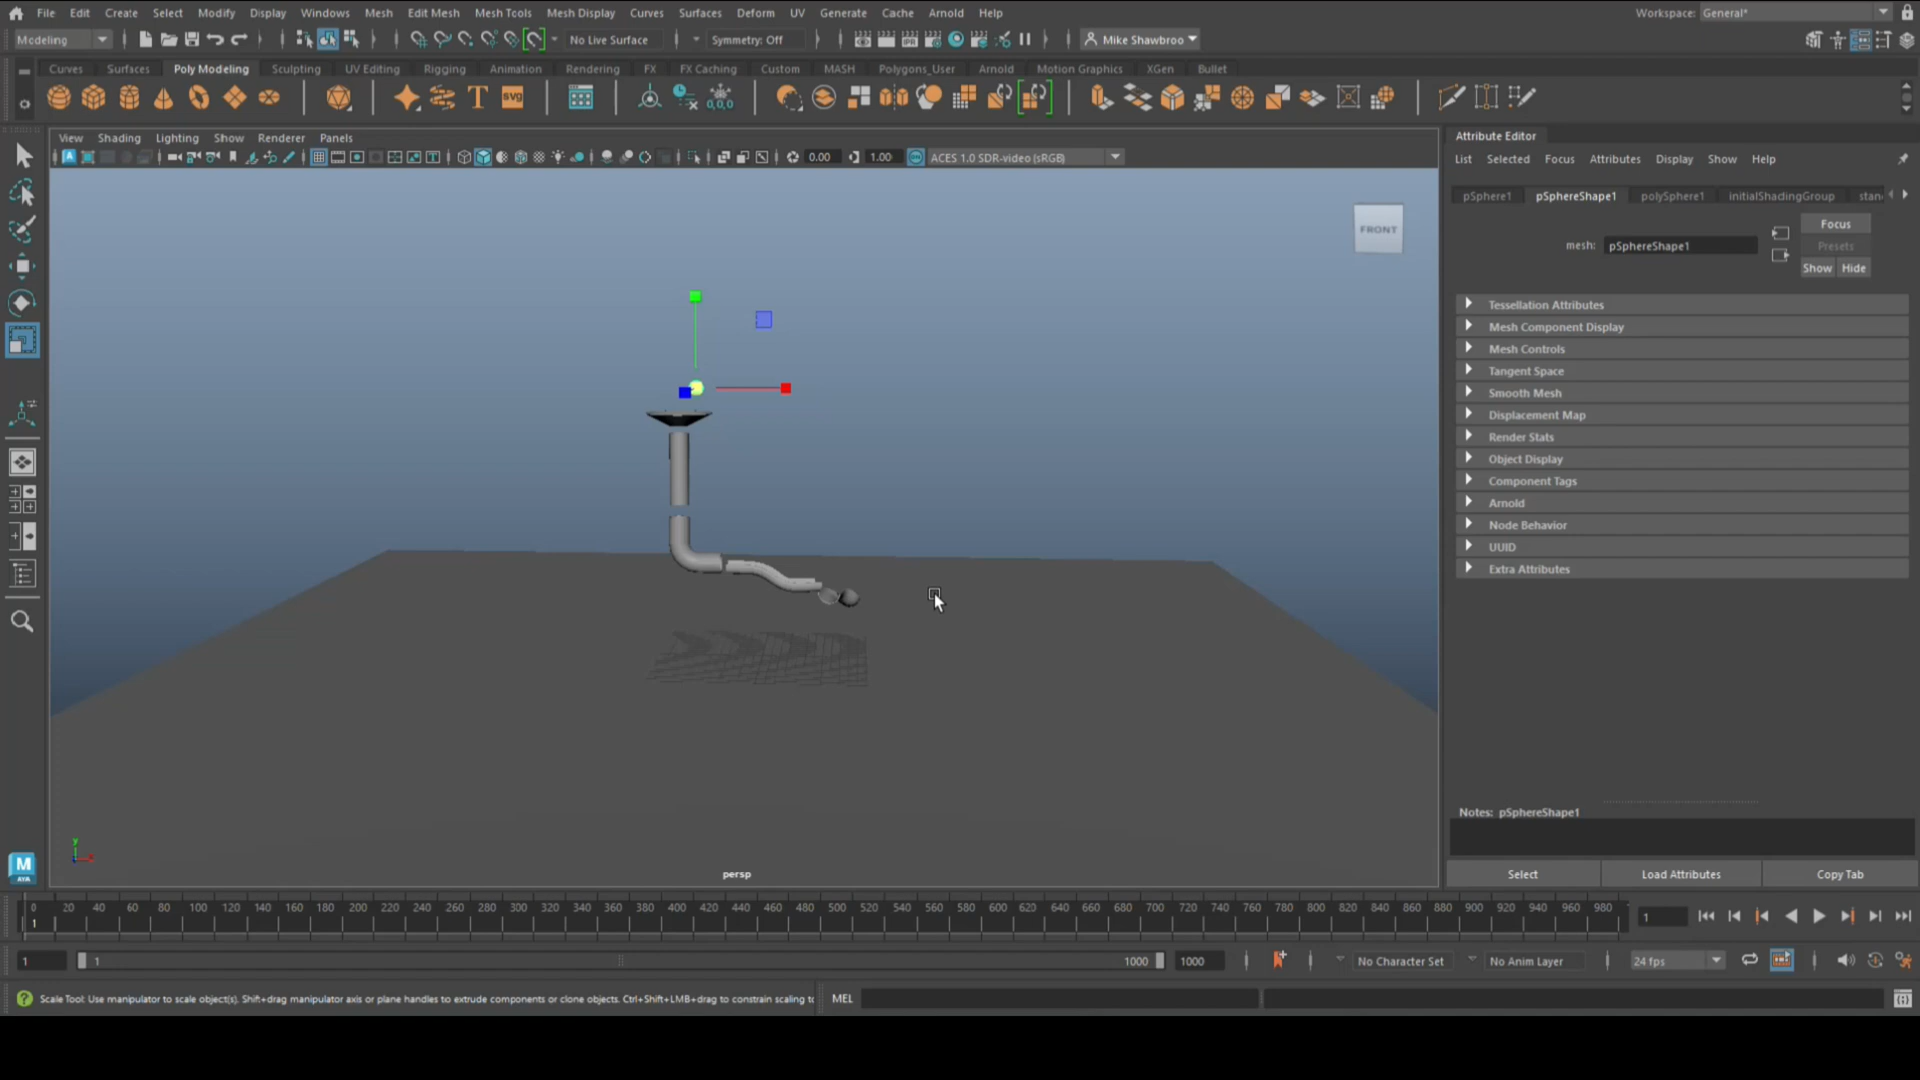 File Edit Create Select Modify Display Windows Mesh Edit Mesh Mesh Tools Mesh Display Curves Surfaces Deform UV Generate Cache Arnold Help Workspace: General*
Modeling No Live Surface Symmetry: Off Mike Shawbroo
Curves Surfaces Poly Modeling Sculpting UV Editing Rigging Animation Rendering FX FX Caching Custom MASH Polygons_User Arnold Motion Graphics XGen Bullet
T SVG 0,0,0
View Shading Lighting Show Renderer Panels
0.00 1.00 ACES 1.0 SDR-video (sRGB)
FRONT
persp
Attribute Editor
List Selected Focus Attributes Display Show Help
pSphere1 pSphereShape1 polySphere1 initialShadingGroup stan
Focus
mesh: pSphereShape1
Presets
Show Hide
Tessellation Attributes
Mesh Component Display
Mesh Controls
Tangent Space
Smooth Mesh
Displacement Map
Render Stats
Object Display
Component Tags
Arnold
Node Behavior
UUID
Extra Attributes
Notes: pSphereShape1
Select Load Attributes Copy Tab
y
M
AYA
0 20 40 60 80 100 120 140 160 180 200 220 240 260 280 300 320 340 360 380 400 420 440 460 480 500 520 540 560 580 600 620 640 660 680 700 720 740 760 780 800 820 840 860 880 900 920 940 960 980
1 1
1 1 1000 1000 No Character Set No Anim Layer 24 fps
Scale Tool: Use manipulator to scale object(s). Shift+drag manipulator axis or plane handles to extrude components or clone objects. Ctrl+Shift+LMB+drag to constrain scaling to MEL